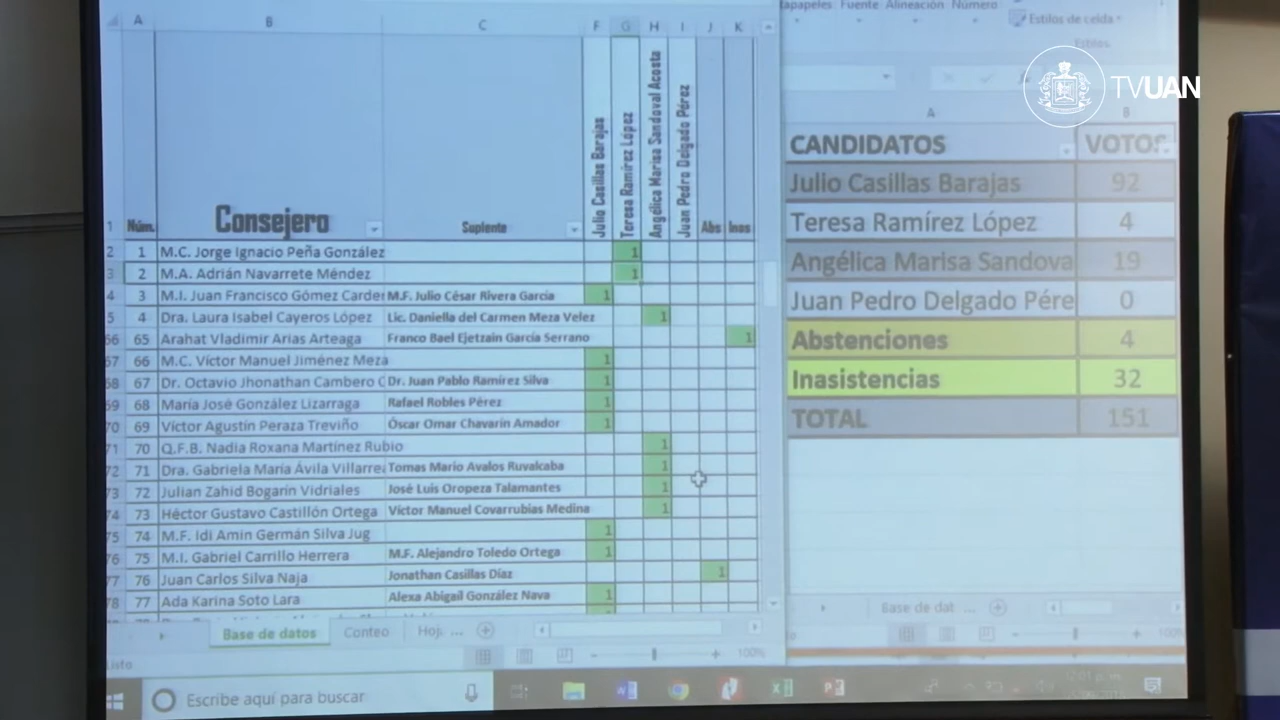 Fuente Alineación Número
Estilos de celda
Estilos
TVUAN
A B C F G H I J K
A B
1 Núm. Consejero Suplente Julio Casillas Barajas Teresa Ramírez López Angélica Marisa Sandoval Acosta Juan Pedro Delgado Pérez Abs Inas
2 1 M.C. Jorge Ignacio Peña González 1
3 2 M.A. Adrián Navarrete Méndez 1
4 3 M.I. Juan Francisco Gómez Carder M.F. Julio César Rivera García 1
5 4 Dra. Laura Isabel Cayeros López Lic. Daniella del Carmen Meza Velez 1
66 65 Arahat Vladimir Arias Arteaga Franco Bael Ejetzain García Serrano 1
67 66 M.C. Víctor Manuel Jiménez Meza 1
68 67 Dr. Octavio Jhonathan Cambero C Dr. Juan Pablo Ramírez Silva 1
69 68 María José González Lizarraga Rafael Robles Pérez 1
70 69 Víctor Agustín Peraza Treviño Óscar Omar Chavarín Amador 1
71 70 Q.F.B. Nadia Roxana Martínez Rubio 1
72 71 Dra. Gabriela María Ávila Villarrea Tomas Mario Avalos Ruvalcaba 1
73 72 Julian Zahid Bogarin Vidriales José Luis Oropeza Talamantes 1
74 73 Héctor Gustavo Castillón Ortega Víctor Manuel Covarrubias Medina 1
75 74 M.F. Idi Amin Germán Silva Jug 1
76 75 M.I. Gabriel Carrillo Herrera M.F. Alejandro Toledo Ortega 1
77 76 Juan Carlos Silva Naja Jonathan Casillas Díaz 1
78 77 Ada Karina Soto Lara Alexa Abigail González Nava 1
CANDIDATOS VOTOS
Julio Casillas Barajas 92
Teresa Ramírez López 4
Angélica Marisa Sandova 19
Juan Pedro Delgado Pére 0
Abstenciones 4
Inasistencias 32
TOTAL 151
Base de datos Conteo Hoj. ...
Base de dat ...
Listo 100%
100%
Escribe aquí para buscar